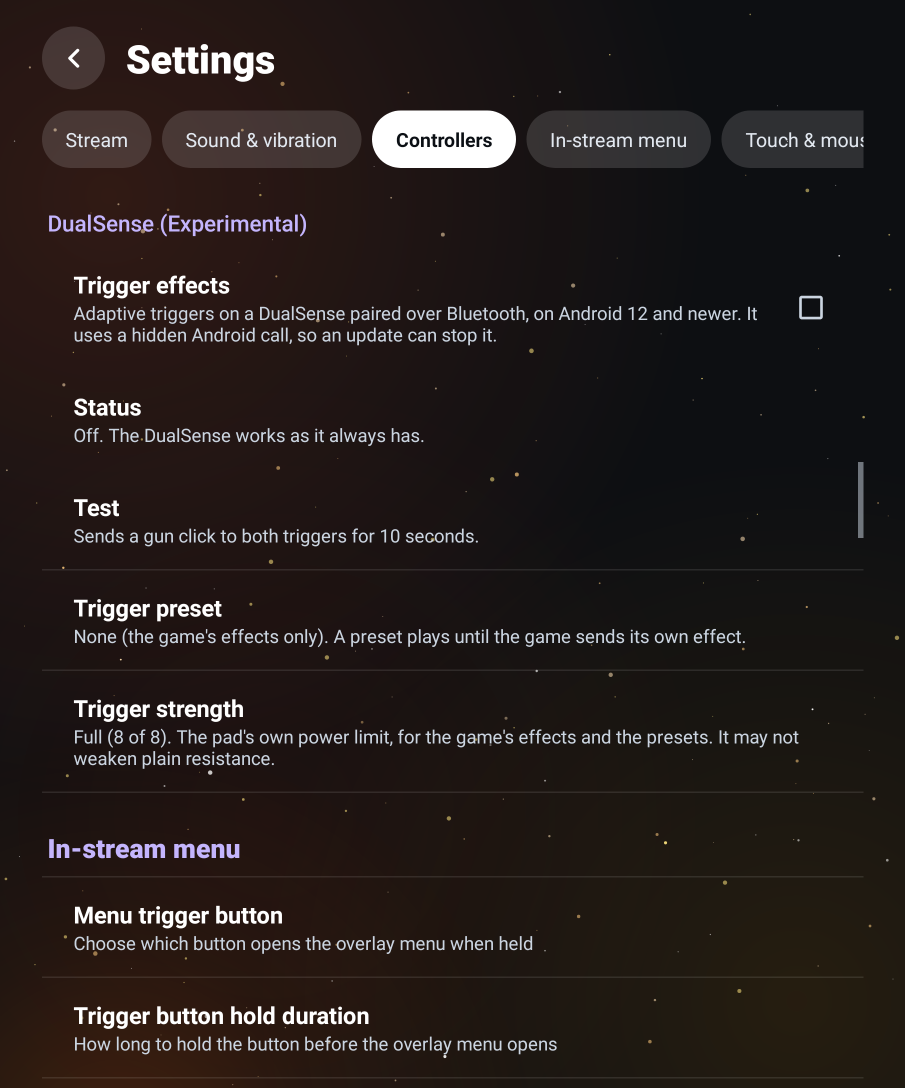 Settings
Stream
Sound & vibration
Controllers
In-stream menu
Touch & mous
DualSense (Experimental)
Trigger effects
Adaptive triggers on a DualSense paired over Bluetooth, on Android 12 and newer. It
uses a hidden Android call, so an update can stop it.
Status
Off. The DualSense works as it always has.
Test
Sends a gun click to both triggers for 10 seconds.
Trigger preset
None (the game's effects only). A preset plays until the game sends its own effect.
Trigger strength
Full (8 of 8). The pad's own power limit, for the game's effects and the presets. It may not
weaken plain resistance.
In-stream menu
Menu trigger button
Choose which button opens the overlay menu when held
Trigger button hold duration
How long to hold the button before the overlay menu opens